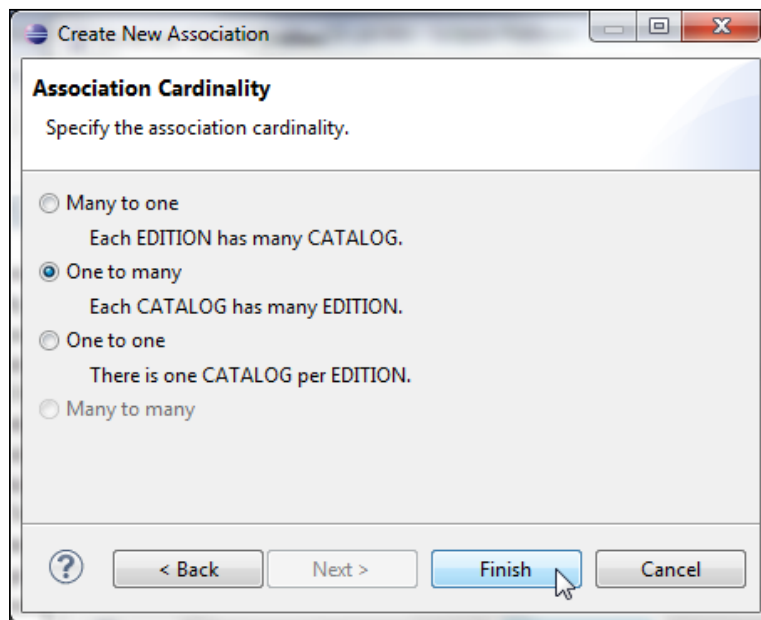 Create New Association
Association Cardinality
Specify the association cardinality.
Many to one
Each EDITION has many CATALOG.
One to many
Each CATALOG has many EDITION.
One to one
There is one CATALOG per EDITION.
Many to many
?
< Back
Next >
Finish
Cancel